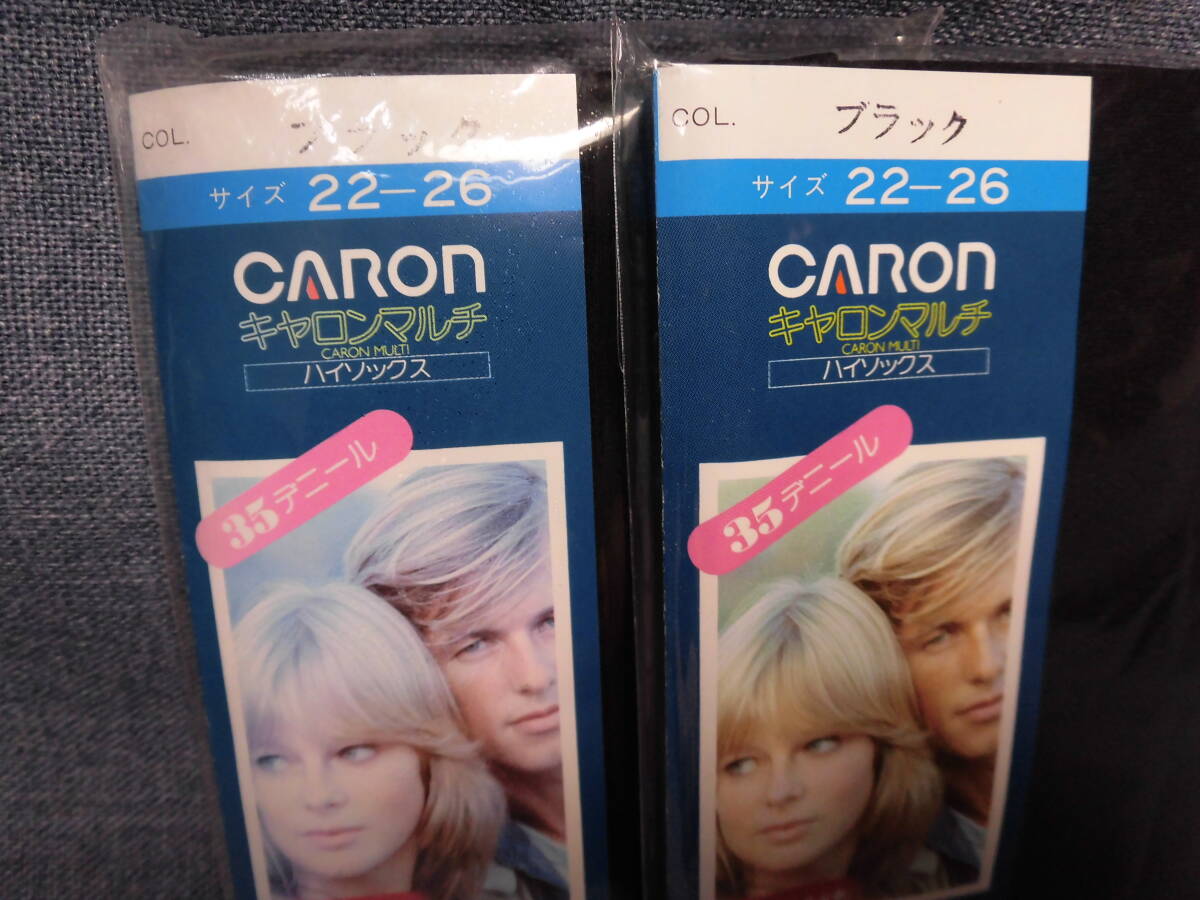 COL. ブラック
サイズ 22-26
CARON
キャロンマルチ
CARON MULTI
ハイソックス
35デニール
COL. ブラック
サイズ 22-26
CARON
キャロンマルチ
CARON MULTI
ハイソックス
35デニール